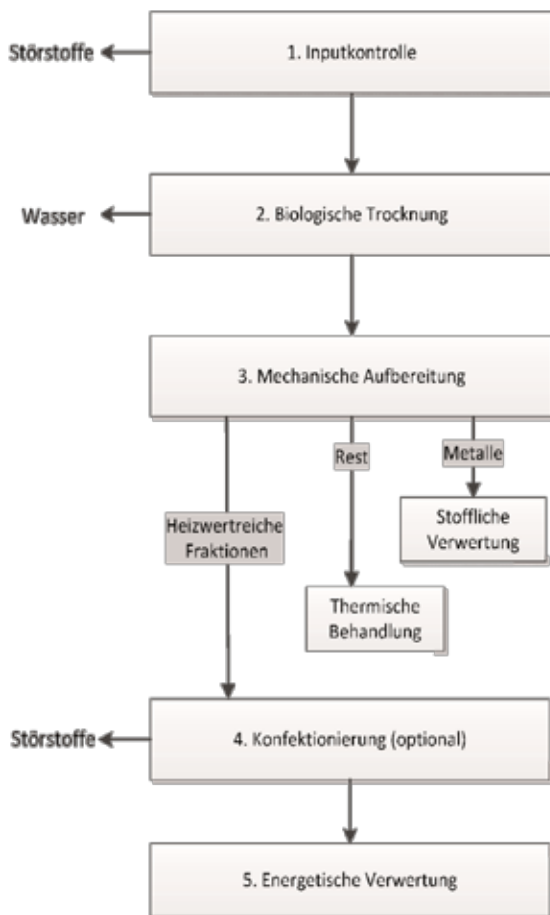 Störstoffe
1. Inputkontrolle
Wasser
2. Biologische Trocknung
3. Mechanische Aufbereitung
Rest
Metalle
Heizwertreiche
Fraktionen
Stoffliche
Verwertung
Thermische
Behandlung
Störstoffe
4. Konfektionierung (optional)
5. Energetische Verwertung